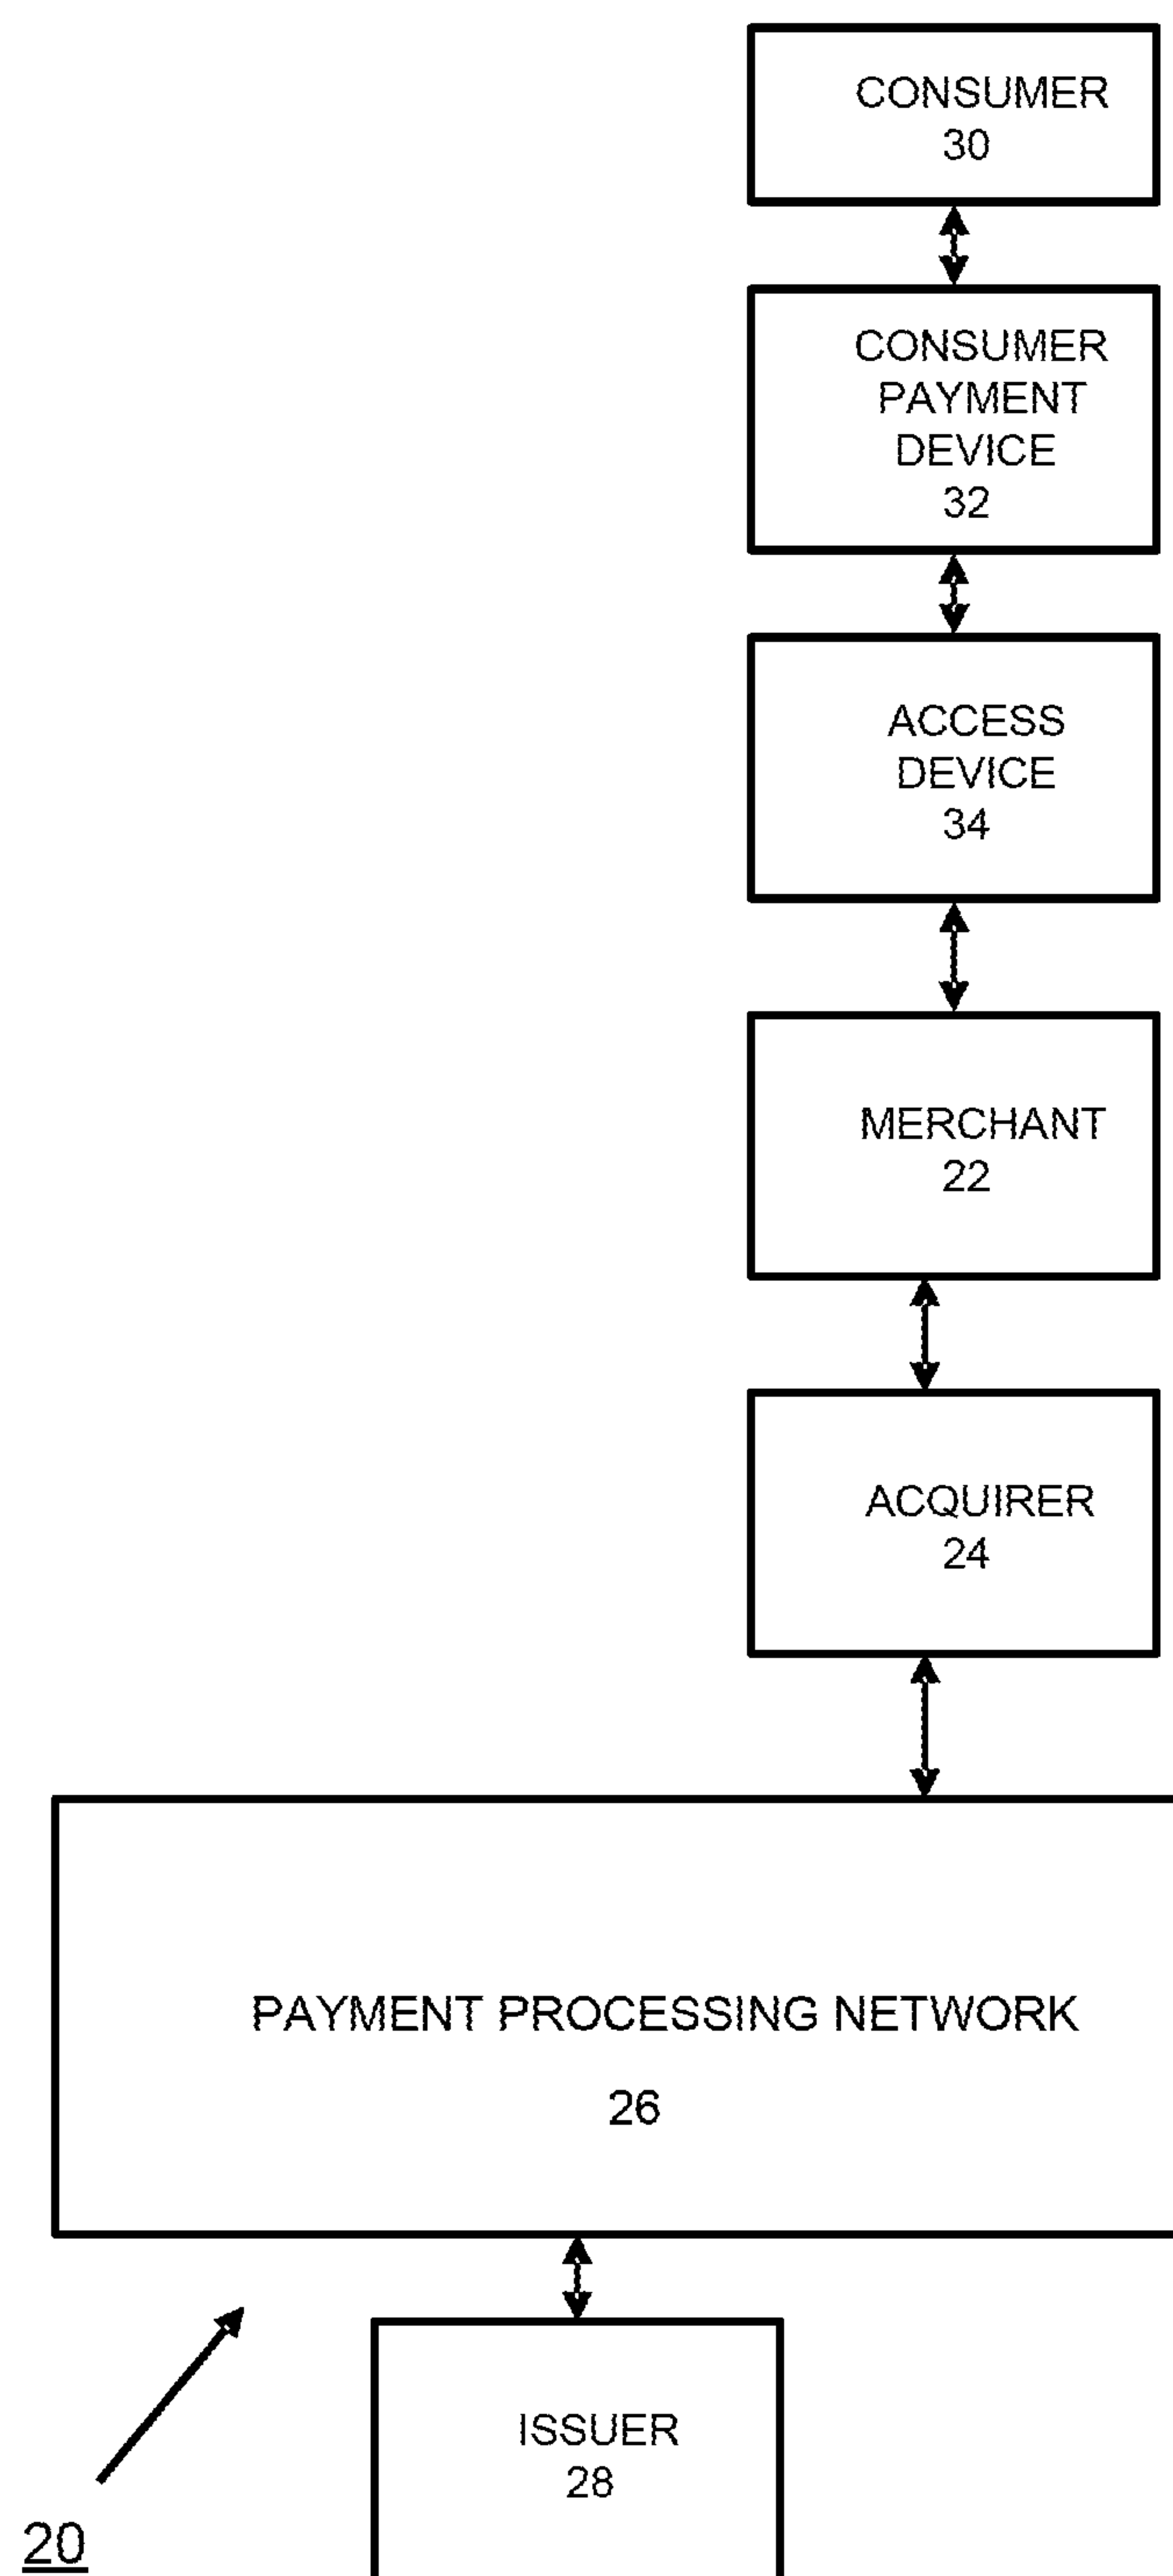 CONSUMER
30
CONSUMER
PAYMENT
DEVICE
32
ACCESS
DEVICE
34
MERCHANT
22
ACQUIRER
24
PAYMENT PROCESSING NETWORK
26
ISSUER
28
20